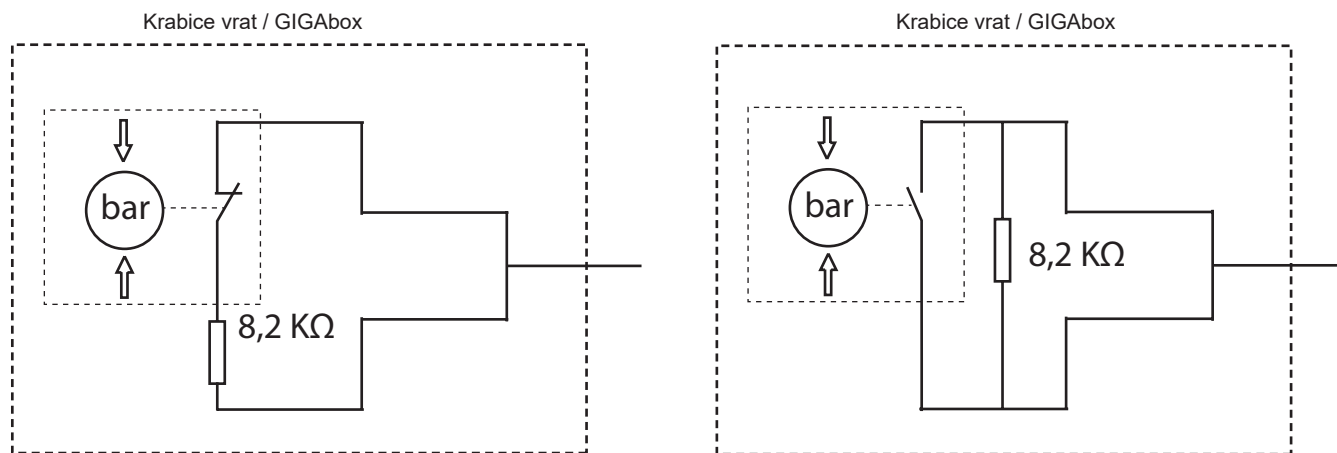 Krabice vrat / GIGAbox
bar
8,2 KΩ
Krabice vrat / GIGAbox
bar
8,2 KΩ